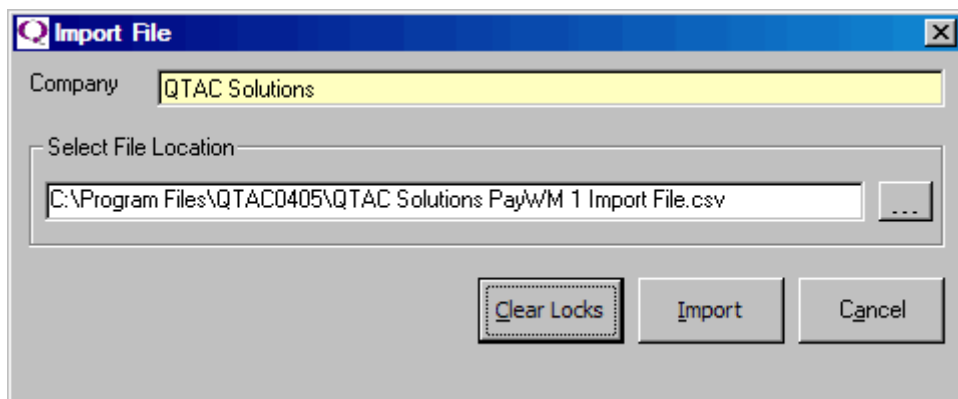 Q Import File
Company QTAC Solutions
Select File Location
C:\Program Files\QTAC0405\QTAC Solutions PayWM 1 Import File.csv ...
Clear Locks Import Cancel